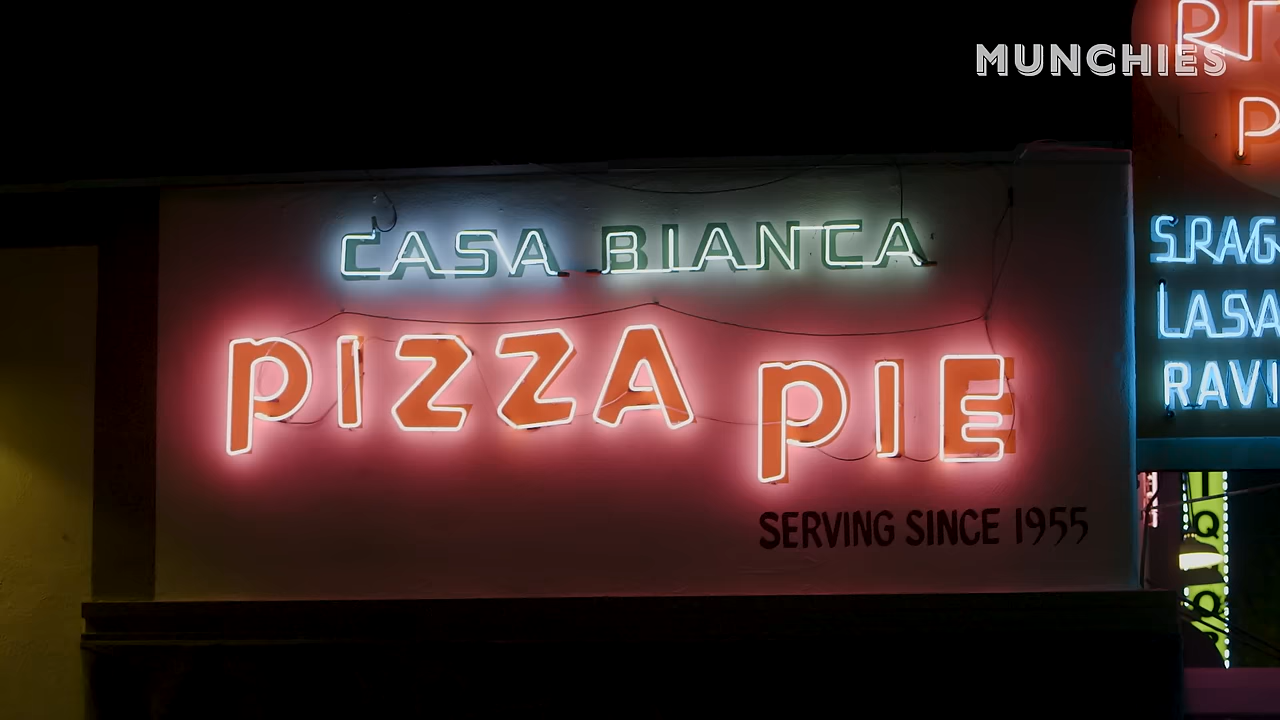 MUNCHIES
CASA BIANCA
PIZZA PIE
SERVING SINCE 1955